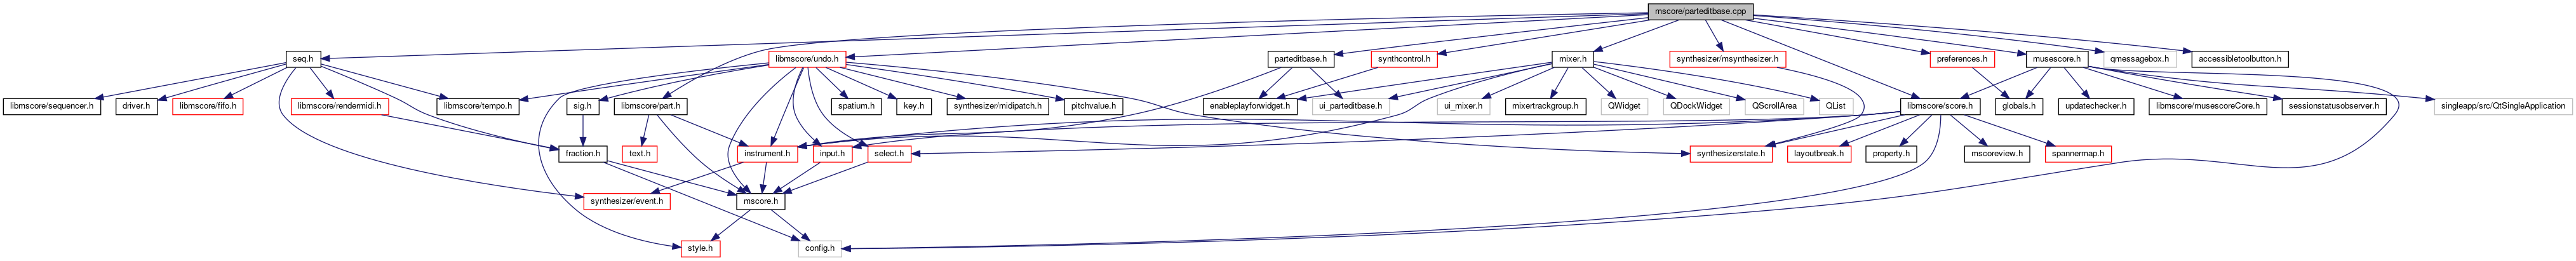 mscore/parteditbase.cpp
seq.h
libmscore/undo.h
parteditbase.h
synthcontrol.h
mixer.h
synthesizer/msynthesizer.h
preferences.h
musescore.h
qmessagebox.h
accessibletoolbutton.h
libmscore/sequencer.h
driver.h
libmscore/fifo.h
libmscore/rendermidi.h
libmscore/tempo.h
sig.h
libmscore/part.h
spatium.h
key.h
synthesizer/midipatch.h
pitchvalue.h
enableplayforwidget.h
ui_parteditbase.h
ui_mixer.h
mixertrackgroup.h
QWidget
QDockWidget
QScrollArea
QList
libmscore/score.h
globals.h
updatechecker.h
libmscore/musescoreCore.h
sessionstatusobserver.h
singleapp/src/QtSingleApplication
fraction.h
text.h
instrument.h
input.h
select.h
synthesizerstate.h
layoutbreak.h
property.h
mscoreview.h
spannermap.h
synthesizer/event.h
mscore.h
style.h
config.h